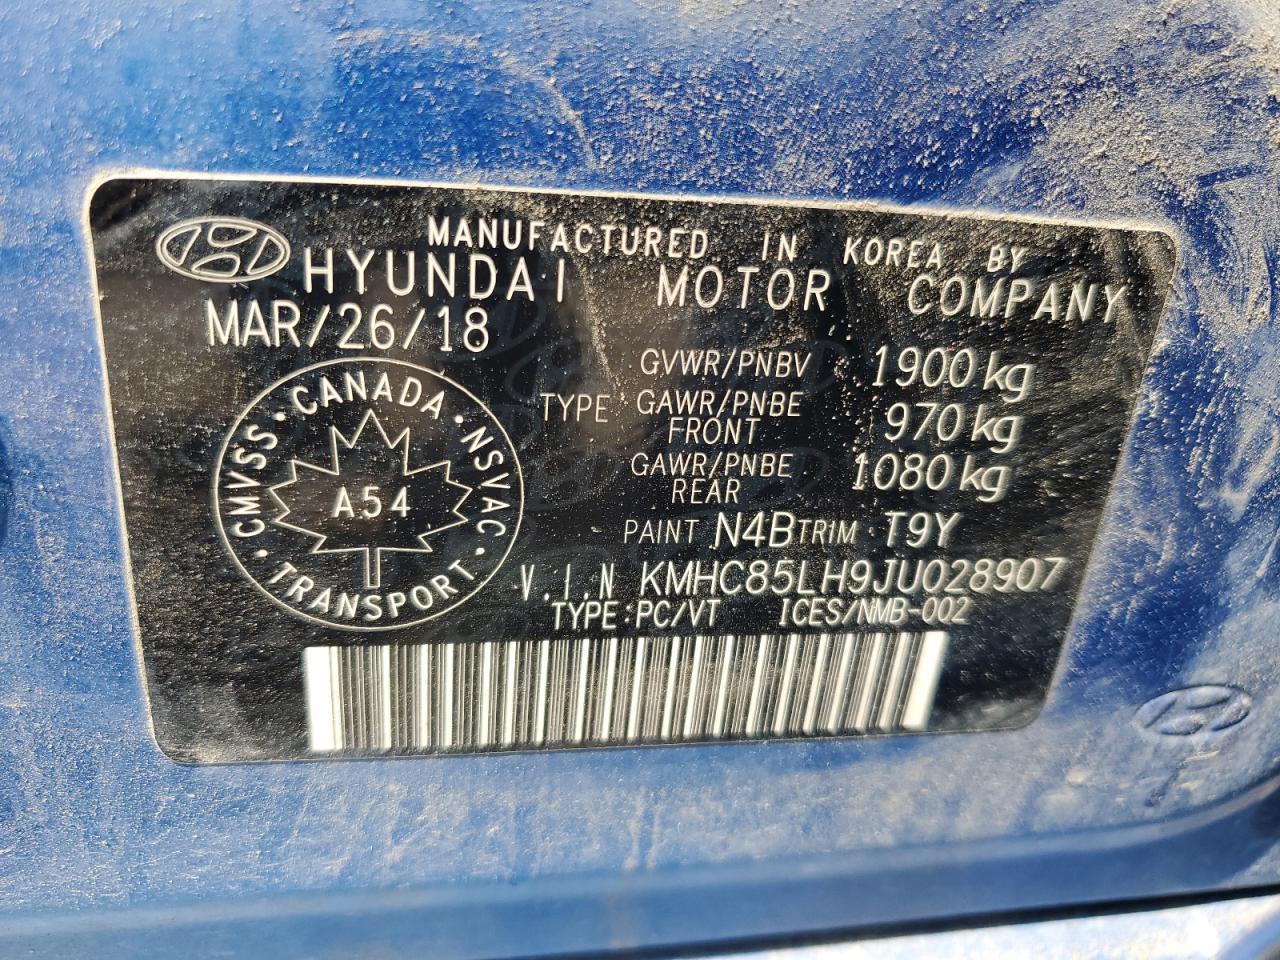 MANUFACTURED IN KOREA BY
HYUNDAI MOTOR COMPANY
MAR/26/18
GVWR/PNBV 1900 kg
TYPE GAWR/PNBE FRONT 970 kg
GAWR/PNBE REAR 1080 kg
PAINT N4B TRIM T9Y
V.I.N KMHC85LH9JU028907
TYPE:PC/VT ICES/NMB-002
CANADA · NSVAC · TRANSPORT · CMVSS ·
A54